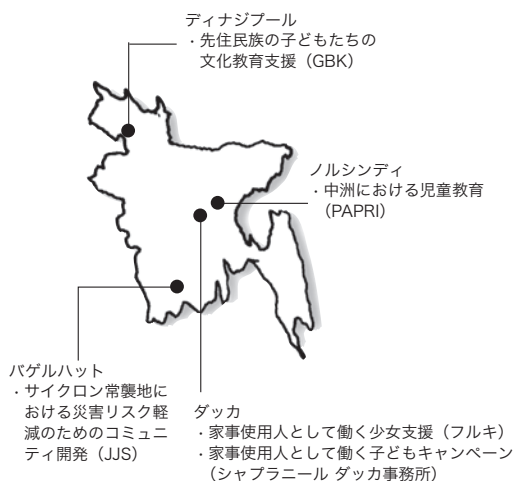 ディナジプール
・先住民族の子どもたちの
文化教育支援（GBK）
ノルシンディ
・中洲における児童教育
（PAPRI）
バゲルハット
・サイクロン常襲地に
おける災害リスク軽
減のためのコミュニ
ティ開発（JJS）
ダッカ
・家事使用人として働く少女支援（フルキ）
・家事使用人として働く子どもキャンペーン
（シャプラニール ダッカ事務所）